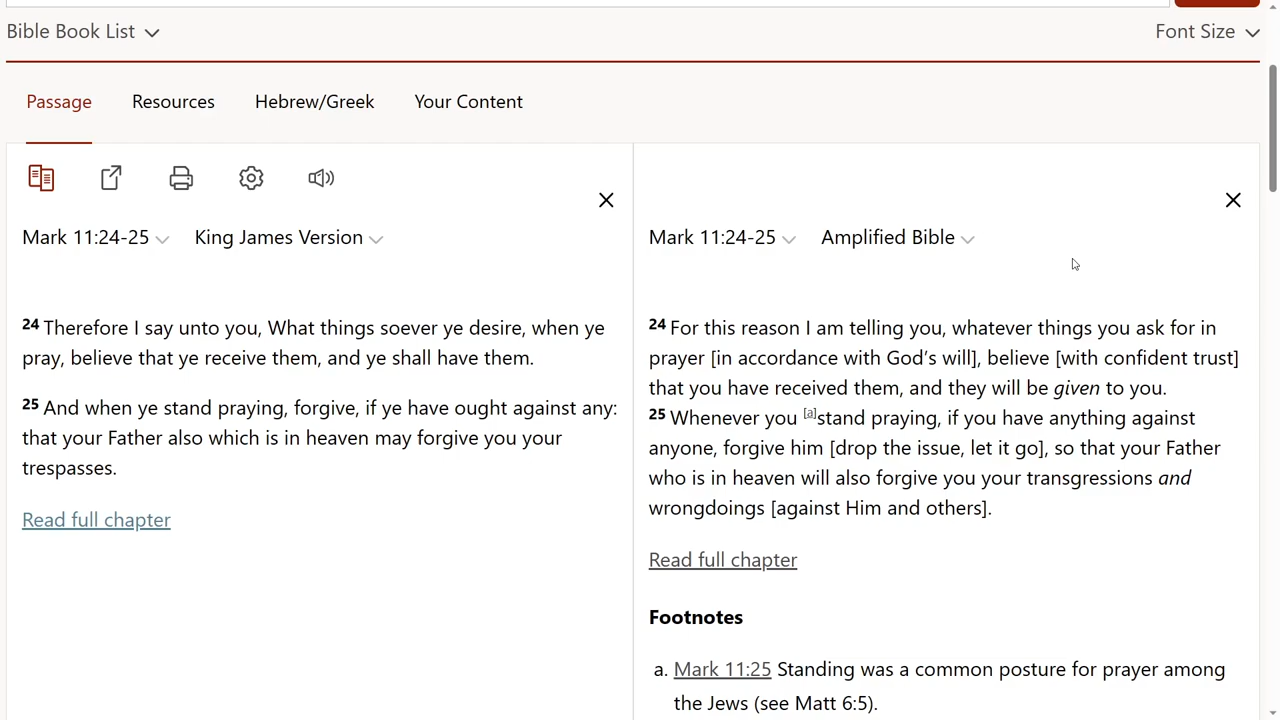 Bible Book List
Font Size
Passage
Resources
Hebrew/Greek
Your Content
Mark 11:24-25
King James Version
24 Therefore I say unto you, What things soever ye desire, when ye
pray, believe that ye receive them, and ye shall have them.
25 And when ye stand praying, forgive, if ye have ought against any:
that your Father also which is in heaven may forgive you your
trespasses.
Read full chapter
Mark 11:24-25
Amplified Bible
24 For this reason I am telling you, whatever things you ask for in
prayer [in accordance with God's will], believe [with confident trust]
that you have received them, and they will be given to you.
25 Whenever you [a]stand praying, if you have anything against
anyone, forgive him [drop the issue, let it go], so that your Father
who is in heaven will also forgive you your transgressions and
wrongdoings [against Him and others].
Read full chapter
Footnotes
a. Mark 11:25 Standing was a common posture for prayer among
the Jews (see Matt 6:5).